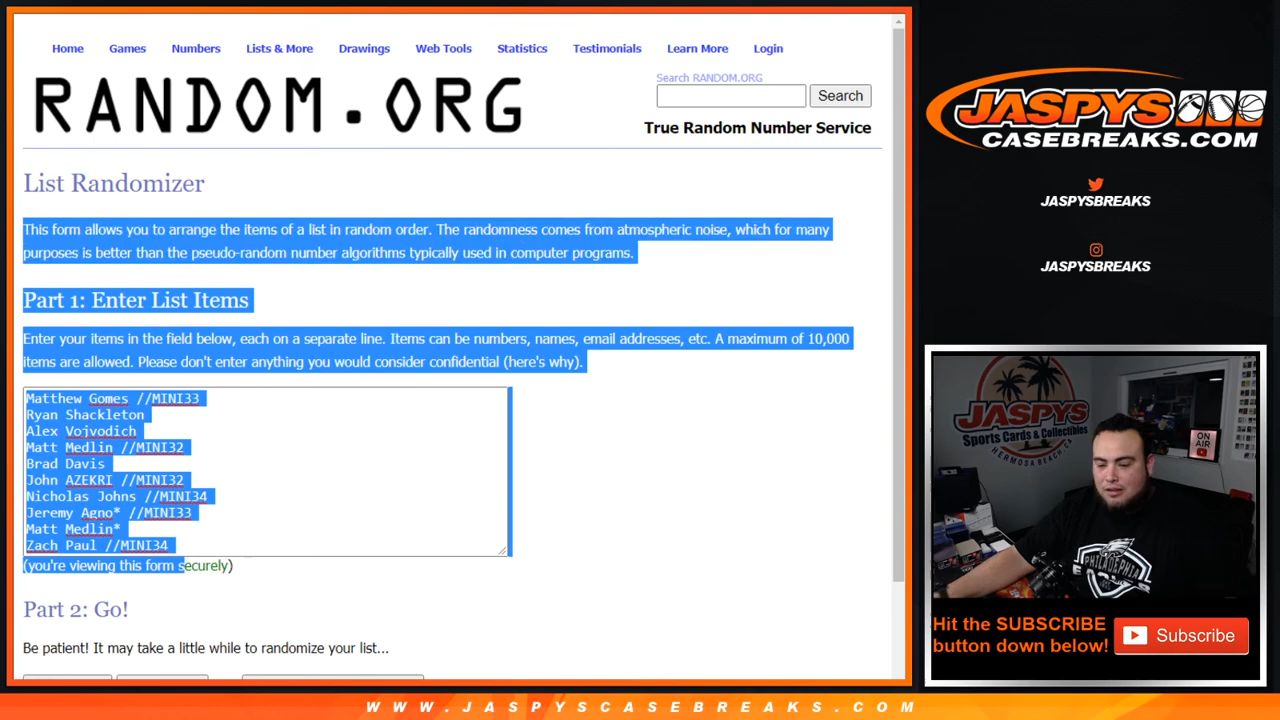 Home Games Numbers Lists & More Drawings Web Tools Statistics Testimonials Learn More Login
RANDOM.ORG
Search RANDOM.ORG
Search
True Random Number Service
List Randomizer
This form allows you to arrange the items of a list in random order. The randomness comes from atmospheric noise, which for many
purposes is better than the pseudo-random number algorithms typically used in computer programs.
Part 1: Enter List Items
Enter your items in the field below, each on a separate line. Items can be numbers, names, email addresses, etc. A maximum of 10,000
items are allowed. Please don't enter anything you would consider confidential (here's why).
Matthew Gomes //MINI33
Ryan Shackleton
Alex Vojvodich
Matt Medlin //MINI32
Brad Davis
John AZEKRI //MINI32
Nicholas Johns //MINI34
Jeremy Agno* //MINI33
Matt Medlin*
Zach Paul //MINI34
(you're viewing this form securely)
Part 2: Go!
Be patient! It may take a little while to randomize your list...
JASPYS
CASEBREAKS.COM
JASPYSBREAKS
JASPYSBREAKS
JASPYS
Sports Cards & Collectibles
HERMOSA BEACH, CA
ON
AIR
PHILADELPHIA
EAGLES
Hit the SUBSCRIBE
button down below!
Subscribe
WWW.JASPYSCASEBREAKS.COM